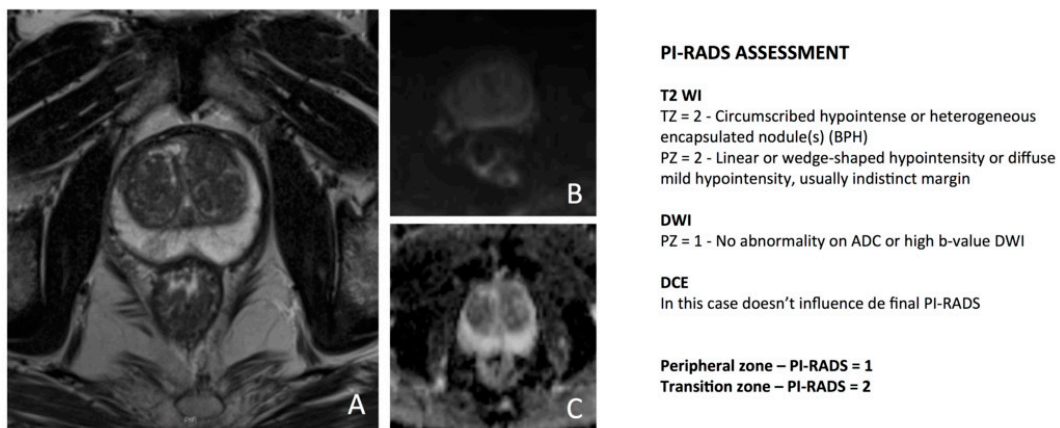 A
B
C
PI-RADS ASSESSMENT
T2 WI
TZ = 2 - Circumscribed hypointense or heterogeneous
encapsulated nodule(s) (BPH)
PZ = 2 - Linear or wedge-shaped hypointensity or diffuse
mild hypointensity, usually indistinct margin
DWI
PZ = 1 - No abnormality on ADC or high b-value DWI
DCE
In this case doesn't influence de final PI-RADS
Peripheral zone – PI-RADS = 1
Transition zone – PI-RADS = 2